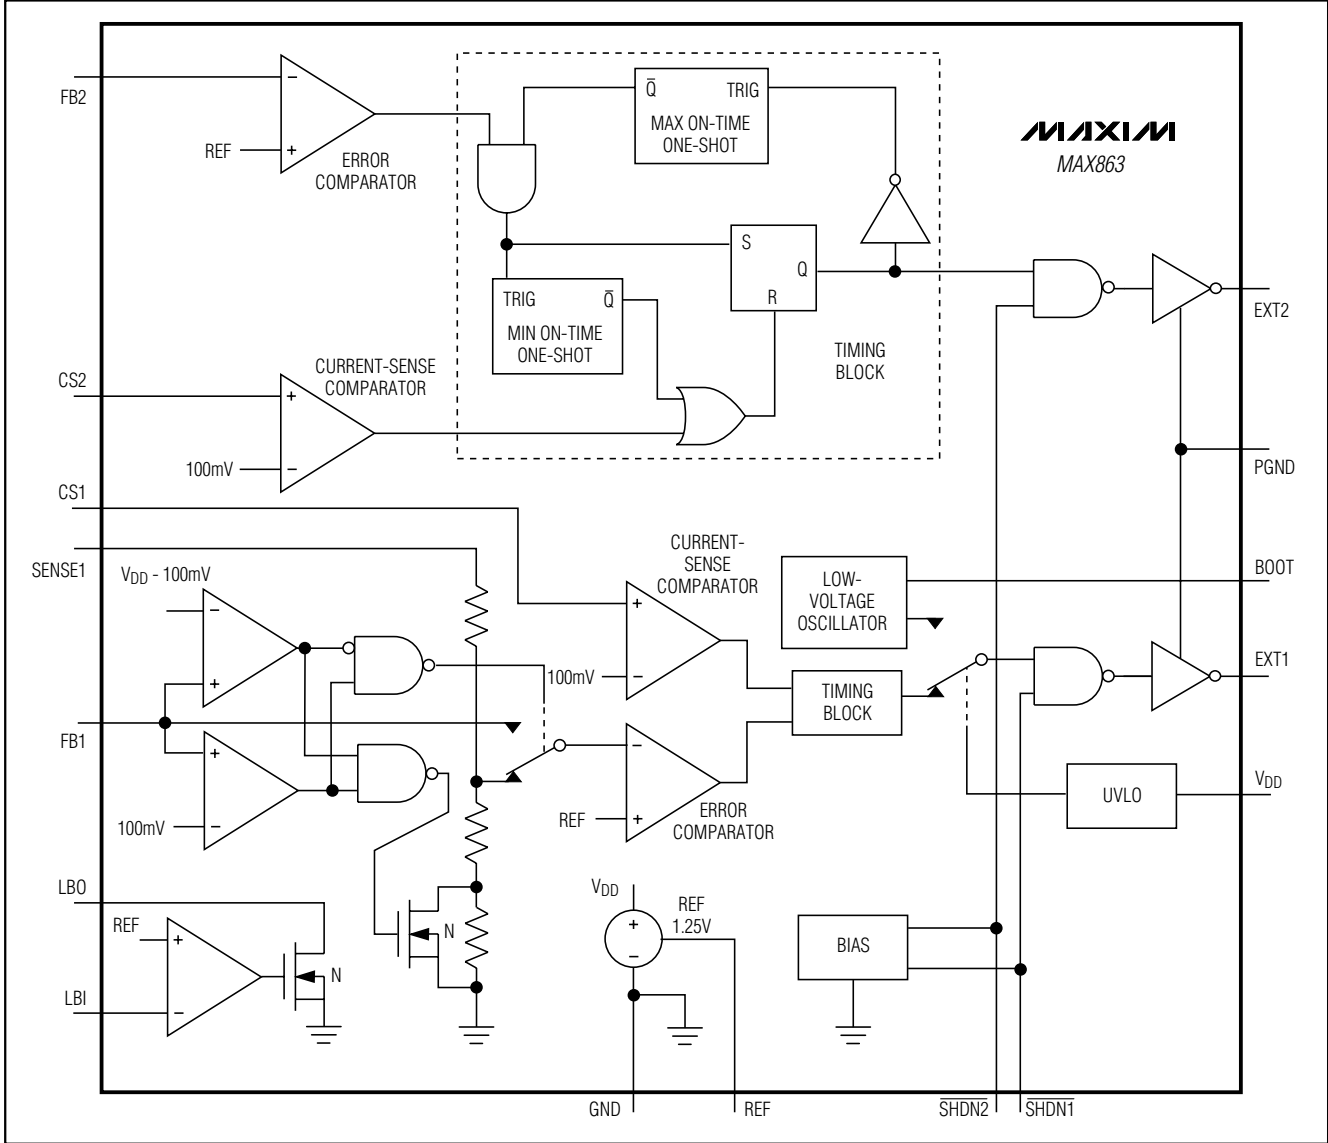 FB2
−
REF
+
ERROR
COMPARATOR
Q̅
TRIG
MAX ON-TIME
ONE-SHOT
MAXIM
MAX863
S
Q
R
TRIG
Q̅
MIN ON-TIME
ONE-SHOT
TIMING
BLOCK
EXT2
CS2
+
CURRENT-SENSE
COMPARATOR
100mV
−
PGND
CS1
SENSE1
VDD - 100mV
−
+
CURRENT-
SENSE
COMPARATOR
+
100mV
−
LOW-
VOLTAGE
OSCILLATOR
BOOT
EXT1
TIMING
BLOCK
FB1
+
100mV
−
−
REF
+
ERROR
COMPARATOR
UVLO
VDD
LBO
REF
+
N
LBI
−
N
VDD
+
−
REF
1.25V
BIAS
GND
REF
S̅H̅D̅N̅2̅
S̅H̅D̅N̅1̅